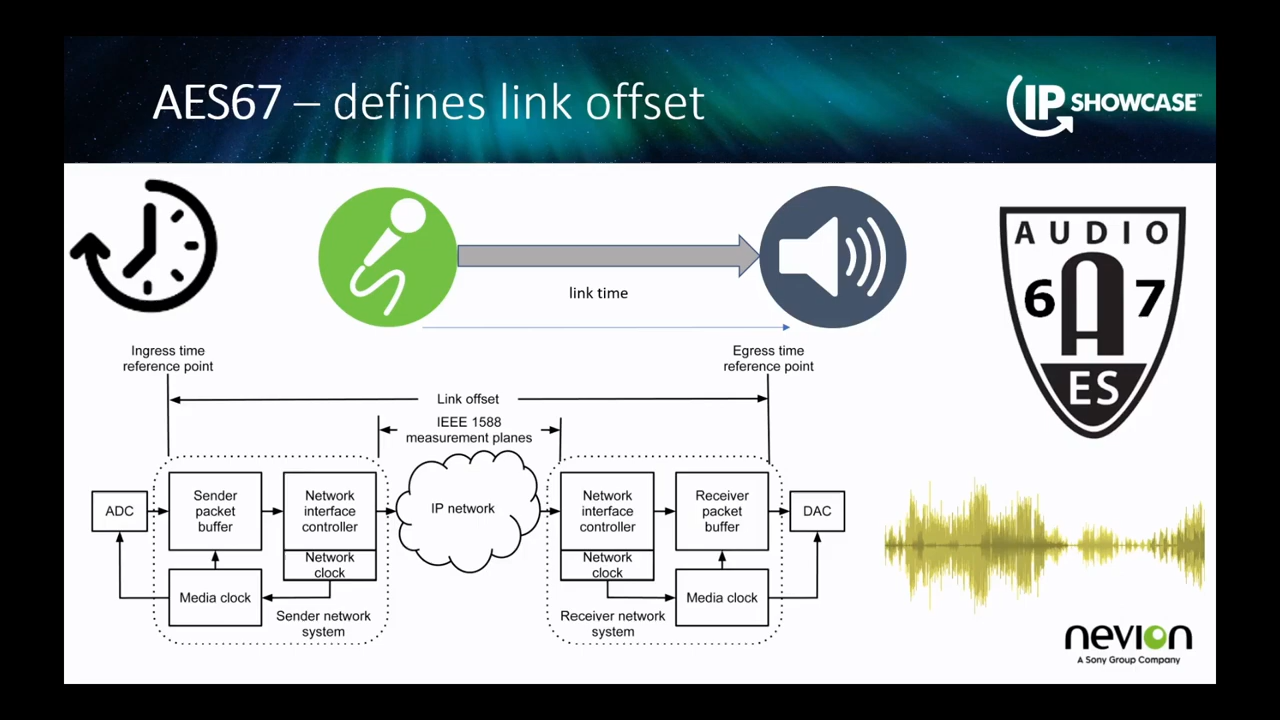 AES67 – defines link offset
IP SHOWCASE™
link time
AUDIO
6 7
AES
Ingress time
reference point
Egress time
reference point
Link offset
IEEE 1588
measurement planes
ADC
Sender
packet
buffer
Network
interface
controller
Network
clock
Media clock
Sender network
system
IP network
Network
interface
controller
Network
clock
Receiver
packet
buffer
Media clock
Receiver network
system
DAC
nevion
A Sony Group Company